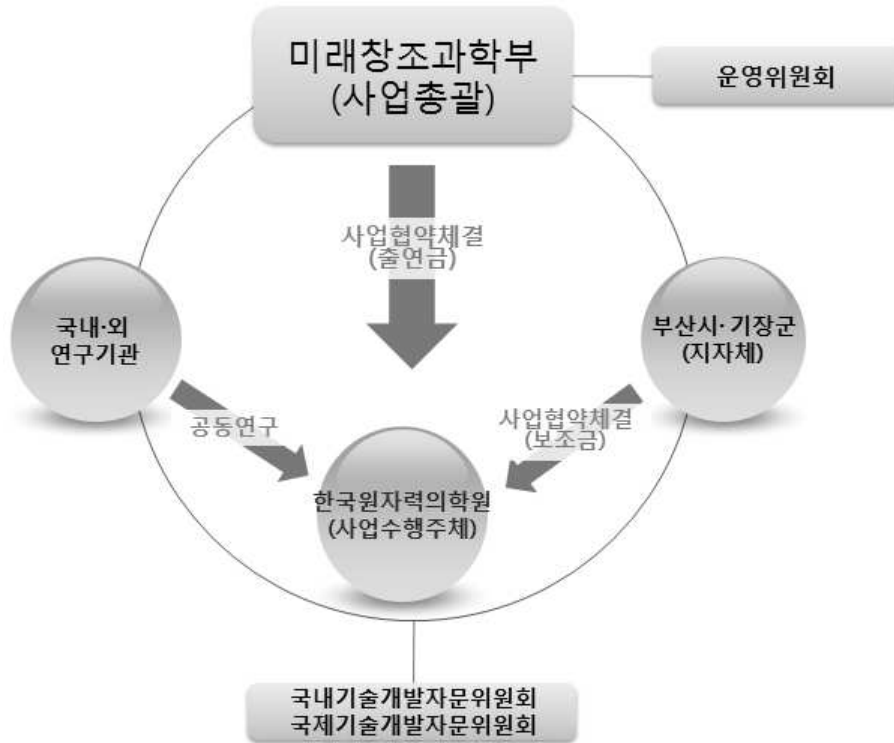 미래창조과학부
(사업총괄)
운영위원회
사업협약체결
(출연금)
국내·외
연구기관
부산시·기장군
(지자체)
공동연구
사업협약체결
(보조금)
한국원자력의학원
(사업수행주체)
국내기술개발자문위원회
국제기술개발자문위원회